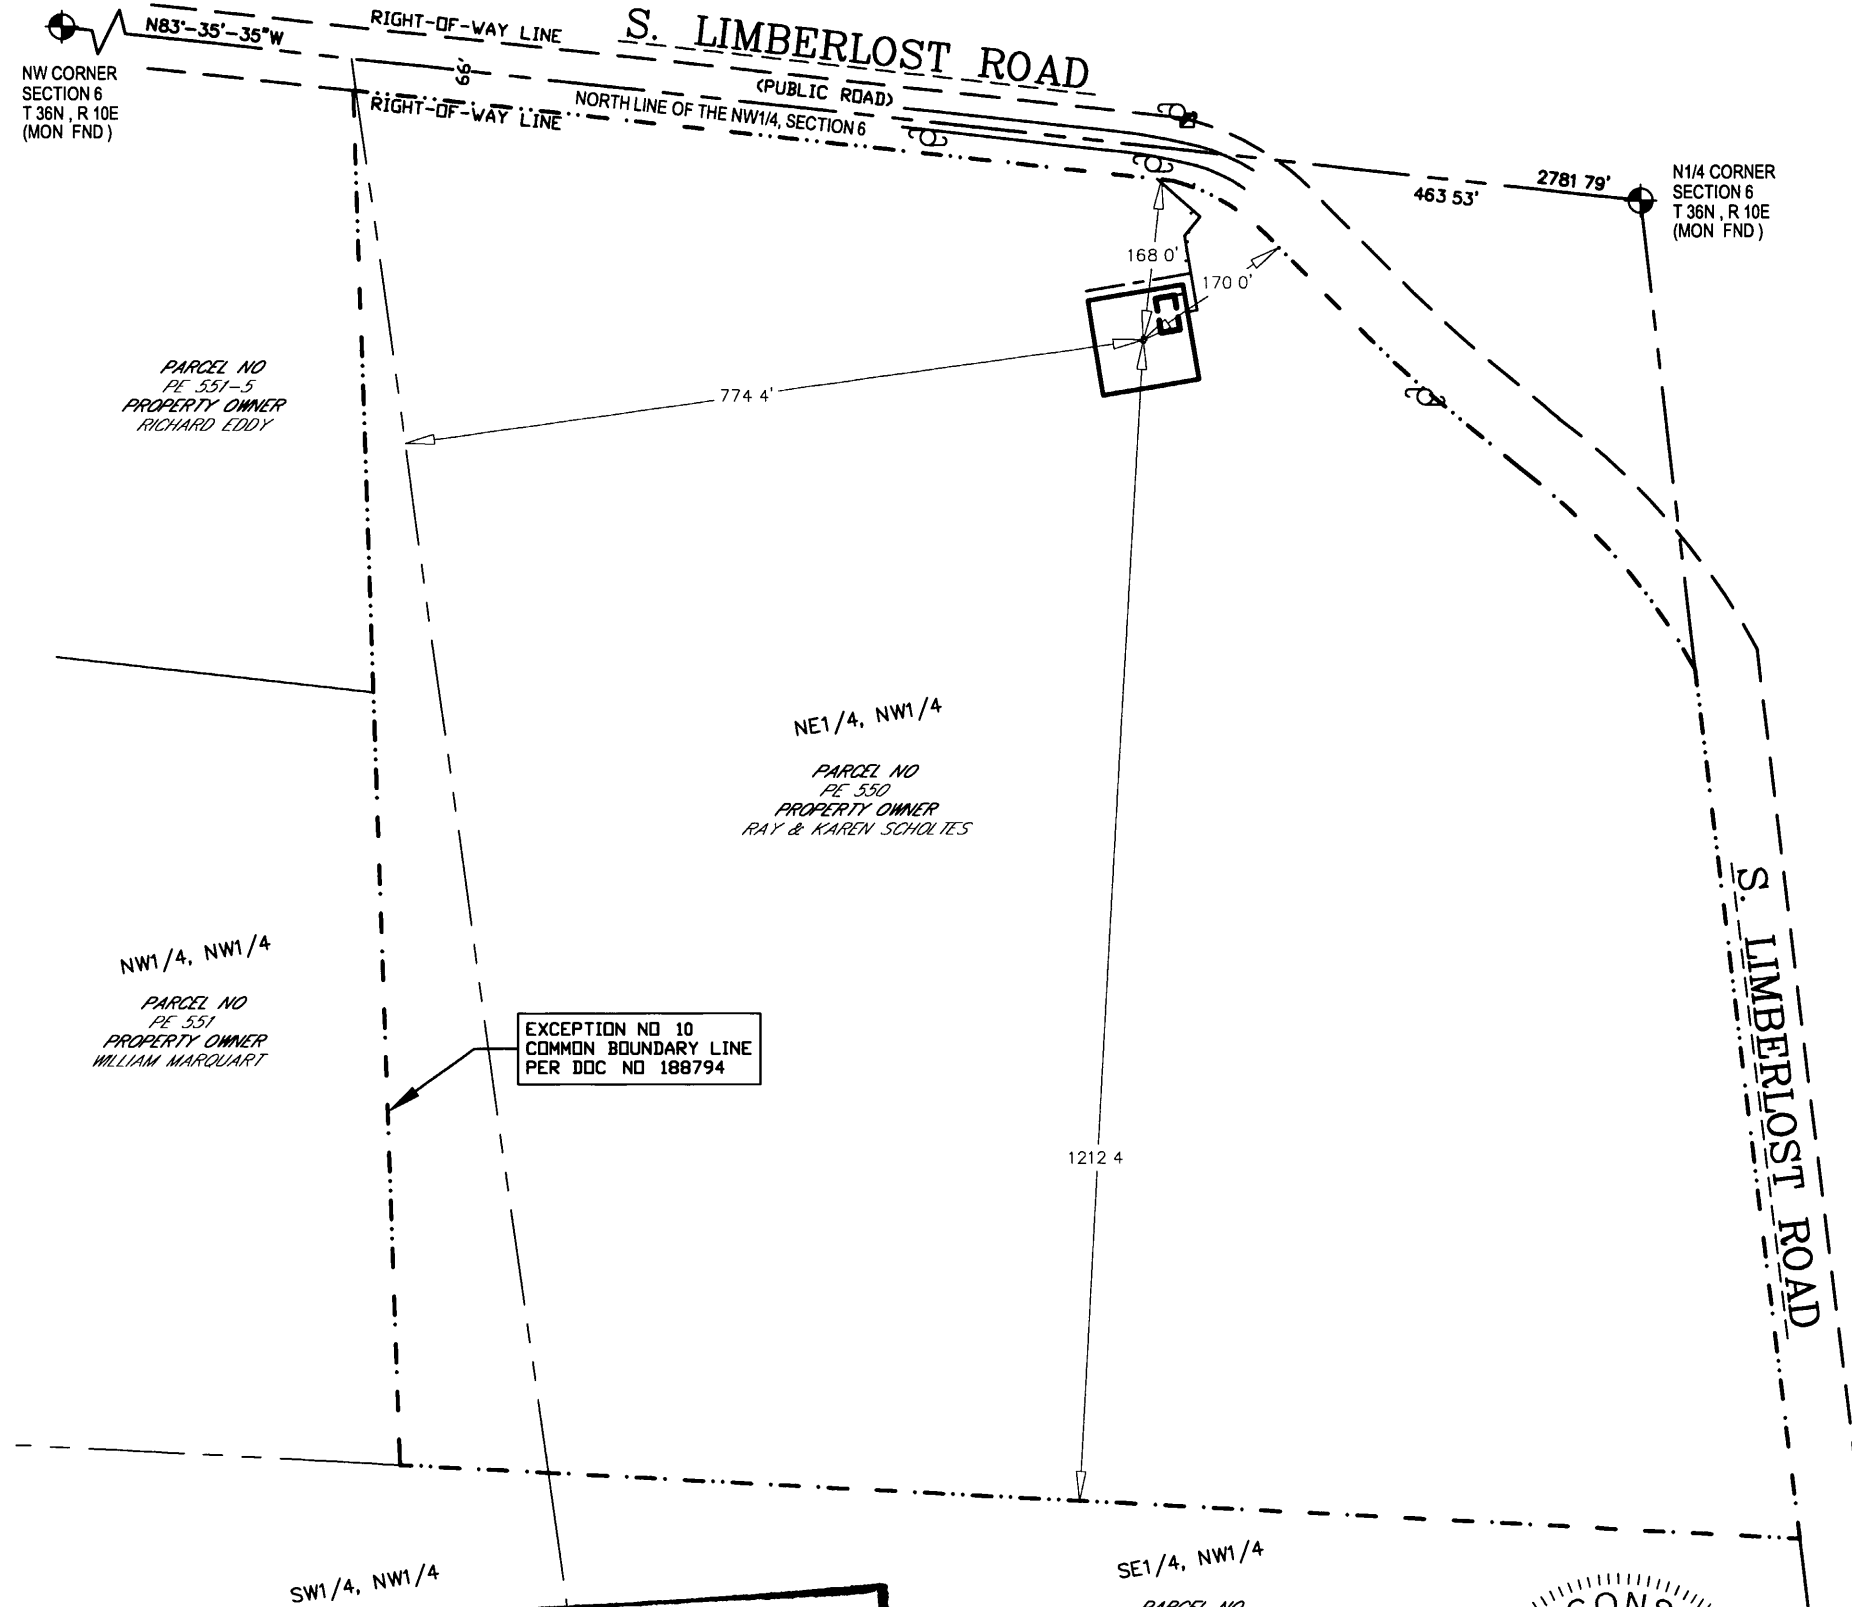 N83°-35'-35"W
RIGHT-OF-WAY LINE
S. LIMBERLOST ROAD
(PUBLIC ROAD)
66'
NORTH LINE OF THE NW1/4, SECTION 6
RIGHT-OF-WAY LINE
NW CORNER
SECTION 6
T 36N , R 10E
(MON FND )
463 53'
2781 79'
N1/4 CORNER
SECTION 6
T 36N , R 10E
(MON FND )
168 0'
170 0'
774 4'
PARCEL NO
PE 551-5
PROPERTY OWNER
RICHARD EDDY
NE1/4, NW1/4
PARCEL NO
PE 550
PROPERTY OWNER
RAY & KAREN SCHOLTES
NW1/4, NW1/4
PARCEL NO
PE 551
PROPERTY OWNER
WILLIAM MARQUART
EXCEPTION NO 10
COMMON BOUNDARY LINE
PER DOC NO 188794
1212 4
S. LIMBERLOST ROAD
SW1/4, NW1/4
SE1/4, NW1/4
PARCEL NO
CONS